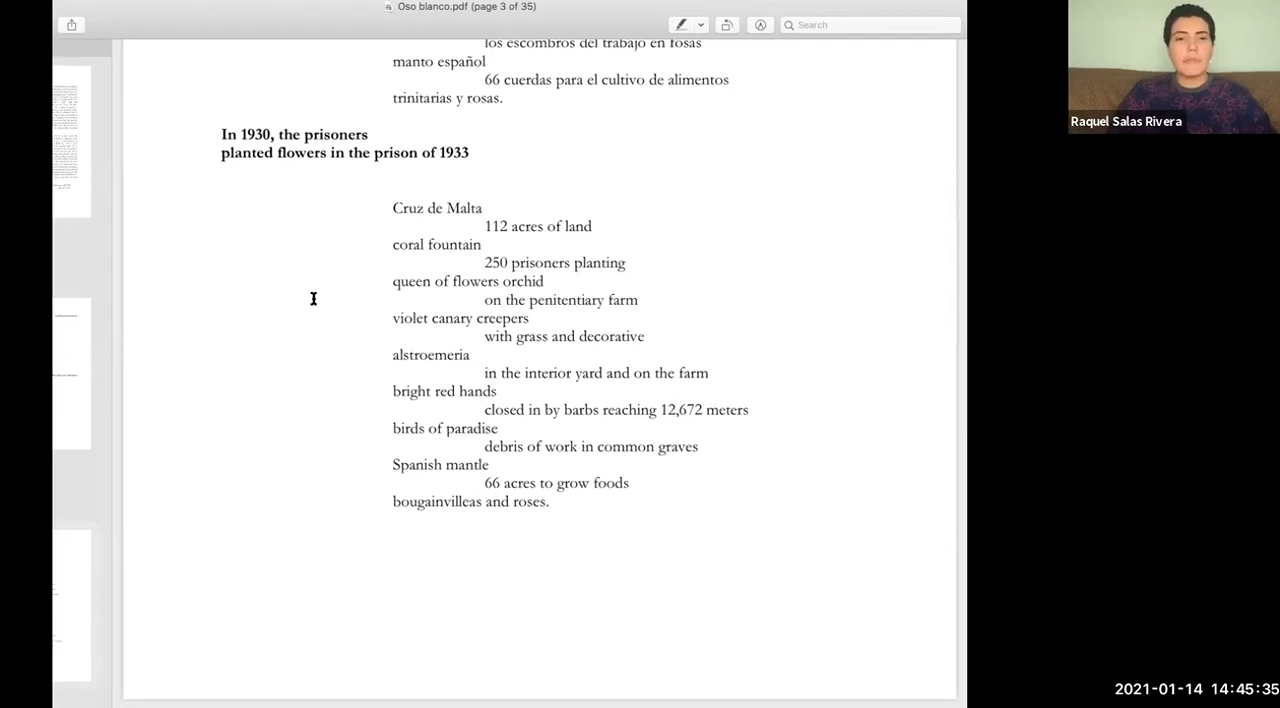 Oso blanco.pdf (page 3 of 35)
Search
los escombros del trabajo en fosas
manto español
66 cuerdas para el cultivo de alimentos
trinitarias y rosas.
In 1930, the prisoners
planted flowers in the prison of 1933
Cruz de Malta
112 acres of land
coral fountain
250 prisoners planting
queen of flowers orchid
on the penitentiary farm
violet canary creepers
with grass and decorative
alstroemeria
in the interior yard and on the farm
bright red hands
closed in by barbs reaching 12,672 meters
birds of paradise
debris of work in common graves
Spanish mantle
66 acres to grow foods
bougainvilleas and roses.
Raquel Salas Rivera
2021-01-14 14:45:35